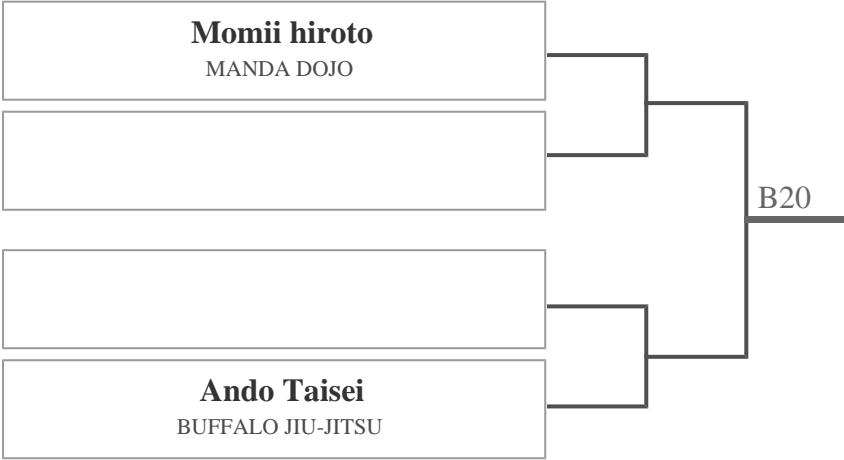 Momii hiroto
MANDA DOJO
B20
Ando Taisei
BUFFALO JIU-JITSU